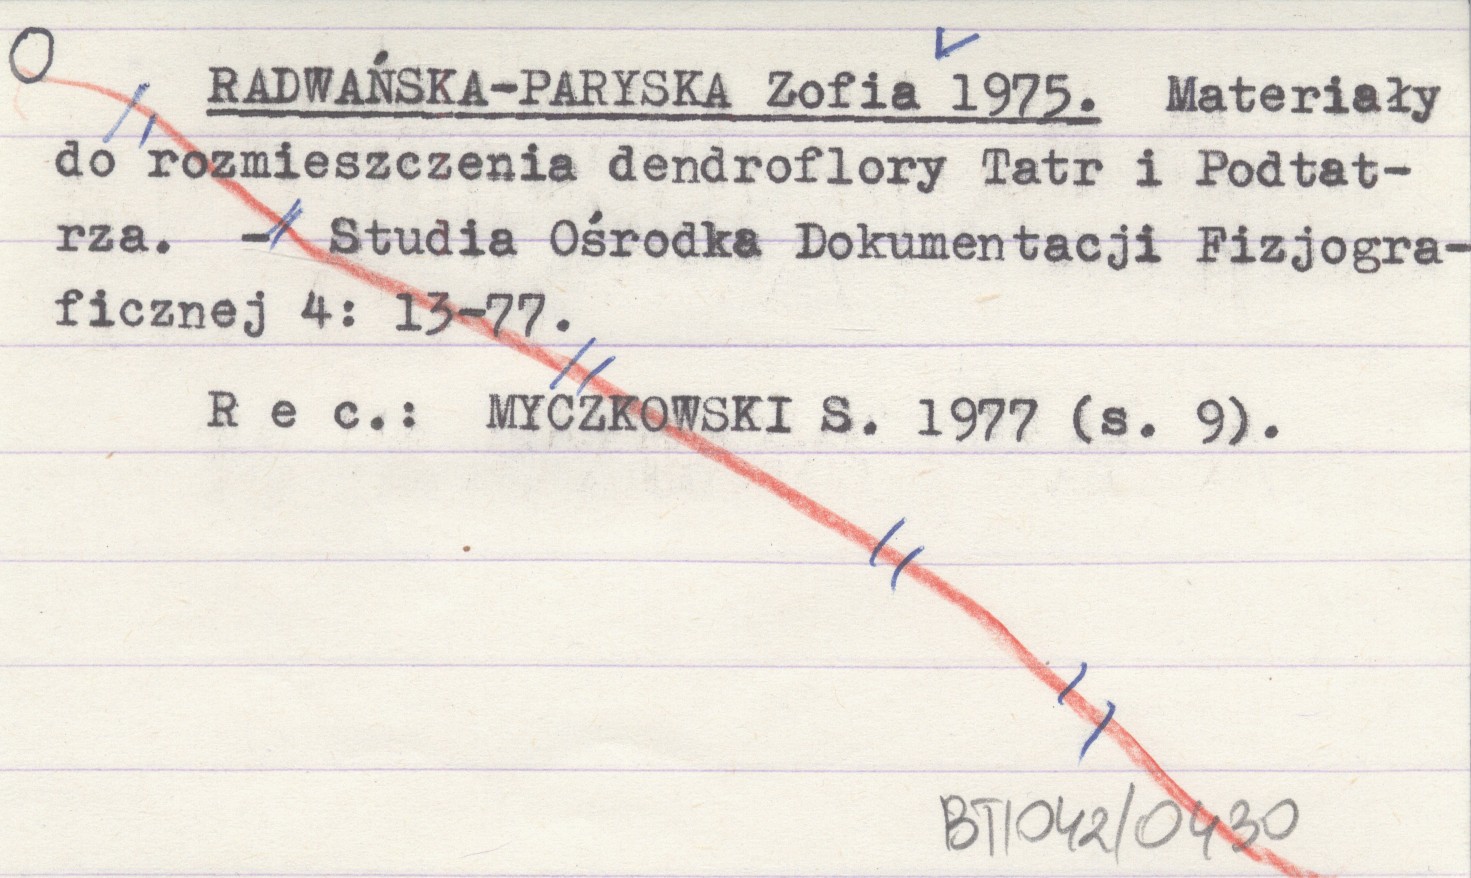 RADWAŃSKA-PARYSKA Zofia 1975. Materiały
do rozmieszczenia dendroflory Tatr i Podtat-
rza. - Studia Ośrodka Dokumentacji Fizjogra-
ficznej 4: 13-77.
R e c.: MYCZKOWSKI S. 1977 (s. 9).
BTI042/0430